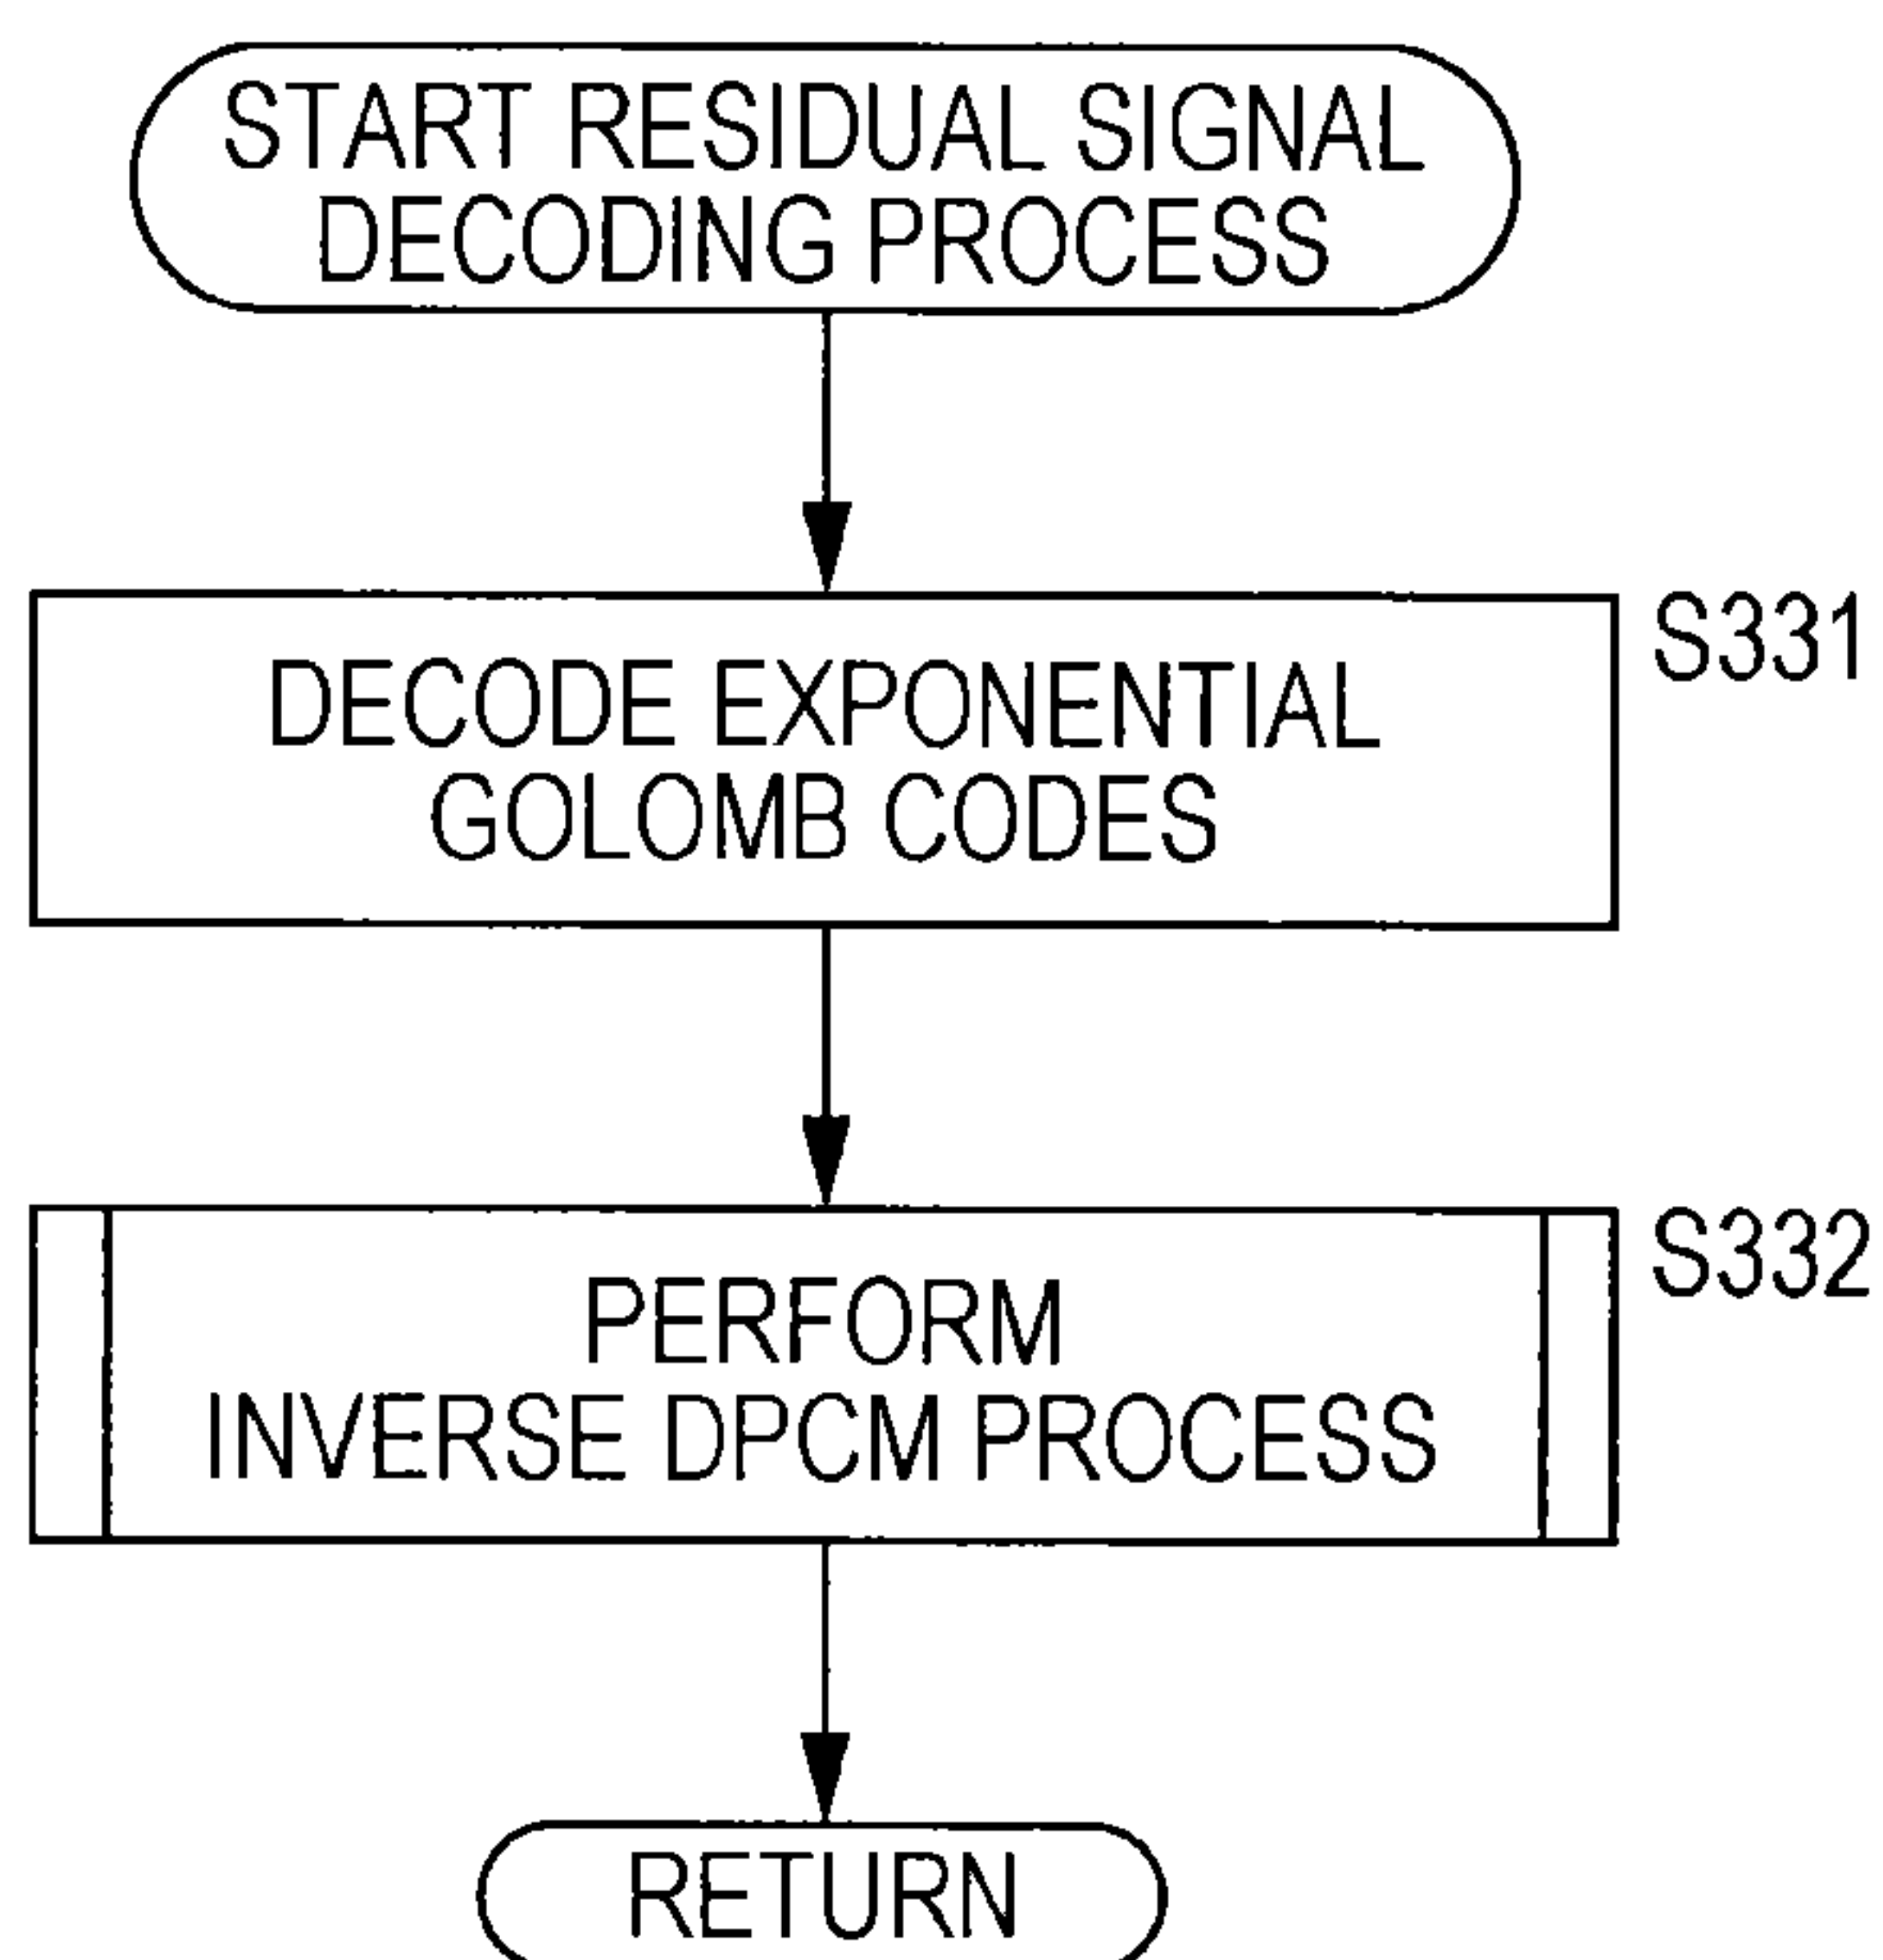 START RESIDUAL SIGNAL
DECODING PROCESS
DECODE EXPONENTIAL
GOLOMB CODES
S331
PERFORM
INVERSE DPCM PROCESS
S332
RETURN